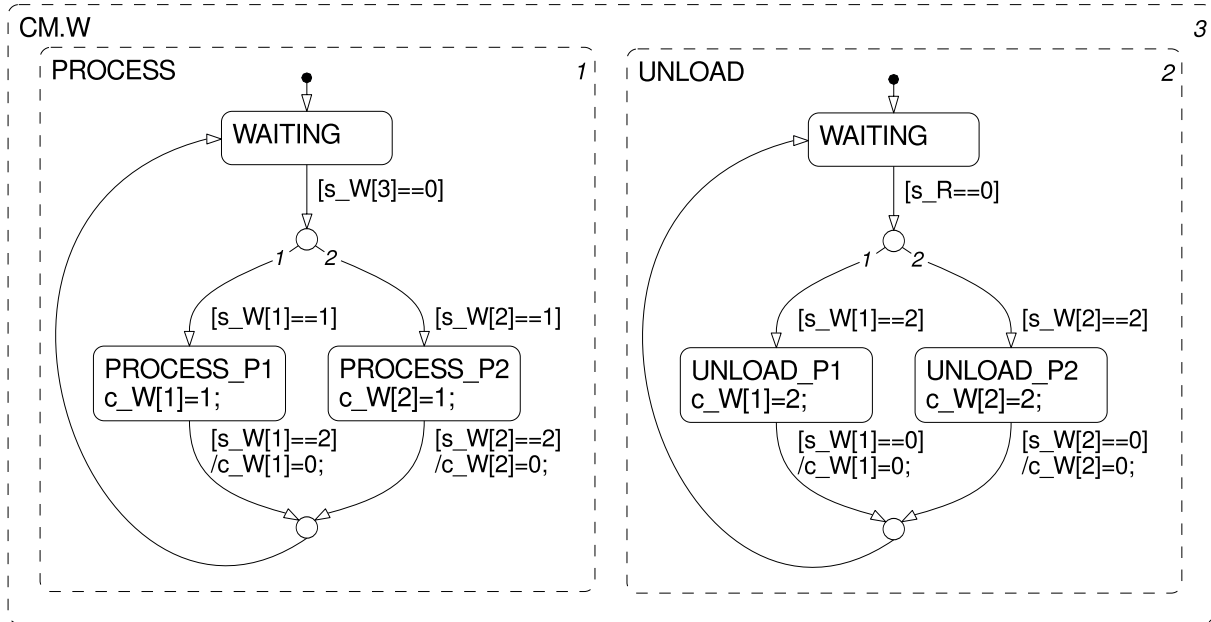 CM.W
3
PROCESS
1
WAITING
[s_W[3]==0]
1
2
[s_W[1]==1]
[s_W[2]==1]
PROCESS_P1
c_W[1]=1;
PROCESS_P2
c_W[2]=1;
[s_W[1]==2]
/c_W[1]=0;
[s_W[2]==2]
/c_W[2]=0;
UNLOAD
2
WAITING
[s_R==0]
1
2
[s_W[1]==2]
[s_W[2]==2]
UNLOAD_P1
c_W[1]=2;
UNLOAD_P2
c_W[2]=2;
[s_W[1]==0]
/c_W[1]=0;
[s_W[2]==0]
/c_W[2]=0;